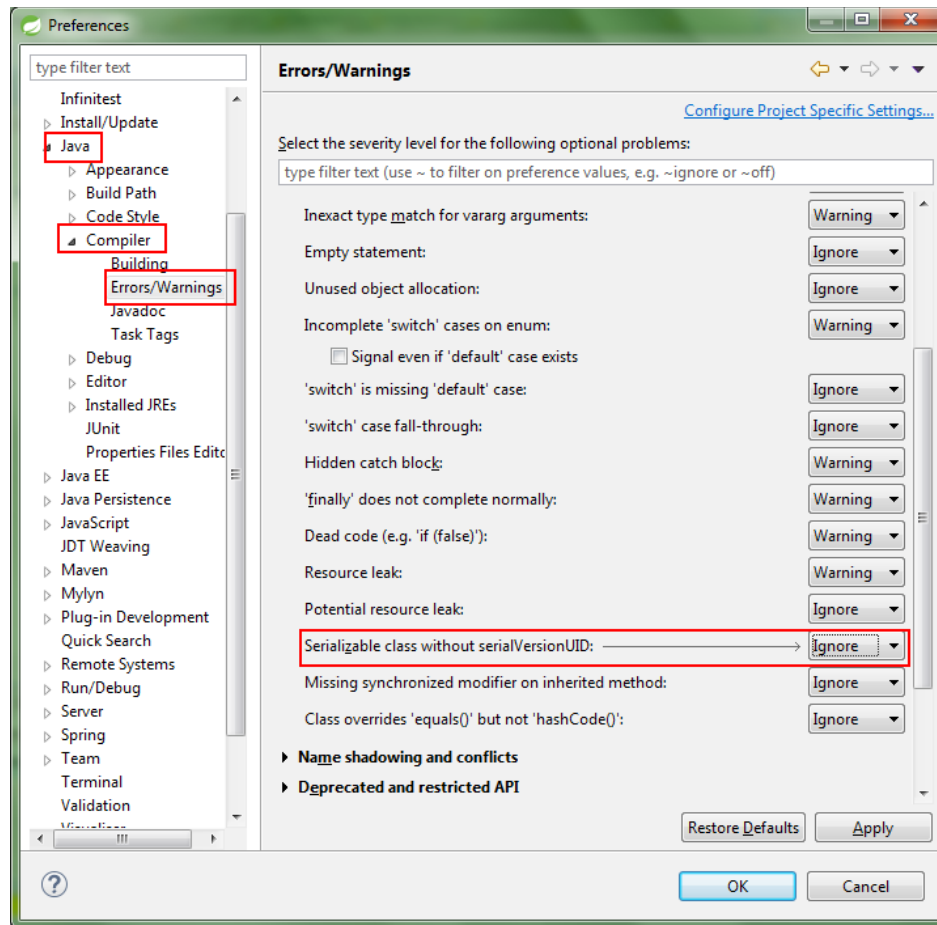 Preferences
type filter text
Infinitest
Install/Update
Java
Appearance
Build Path
Code Style
Compiler
Building
Errors/Warnings
Javadoc
Task Tags
Debug
Editor
Installed JREs
JUnit
Properties Files Edito
Java EE
Java Persistence
JavaScript
JDT Weaving
Maven
Mylyn
Plug-in Development
Quick Search
Remote Systems
Run/Debug
Server
Spring
Team
Terminal
Validation
Errors/Warnings
Configure Project Specific Settings...
Select the severity level for the following optional problems:
type filter text (use ~ to filter on preference values, e.g. ~ignore or ~off)
Inexact type match for vararg arguments: Warning
Empty statement: Ignore
Unused object allocation: Ignore
Incomplete 'switch' cases on enum: Warning
Signal even if 'default' case exists
'switch' is missing 'default' case: Ignore
'switch' case fall-through: Ignore
Hidden catch block: Warning
'finally' does not complete normally: Warning
Dead code (e.g. 'if (false)'): Warning
Resource leak: Warning
Potential resource leak: Ignore
Serializable class without serialVersionUID: Ignore
Missing synchronized modifier on inherited method: Ignore
Class overrides 'equals()' but not 'hashCode()': Ignore
Name shadowing and conflicts
Deprecated and restricted API
Restore Defaults Apply
OK Cancel